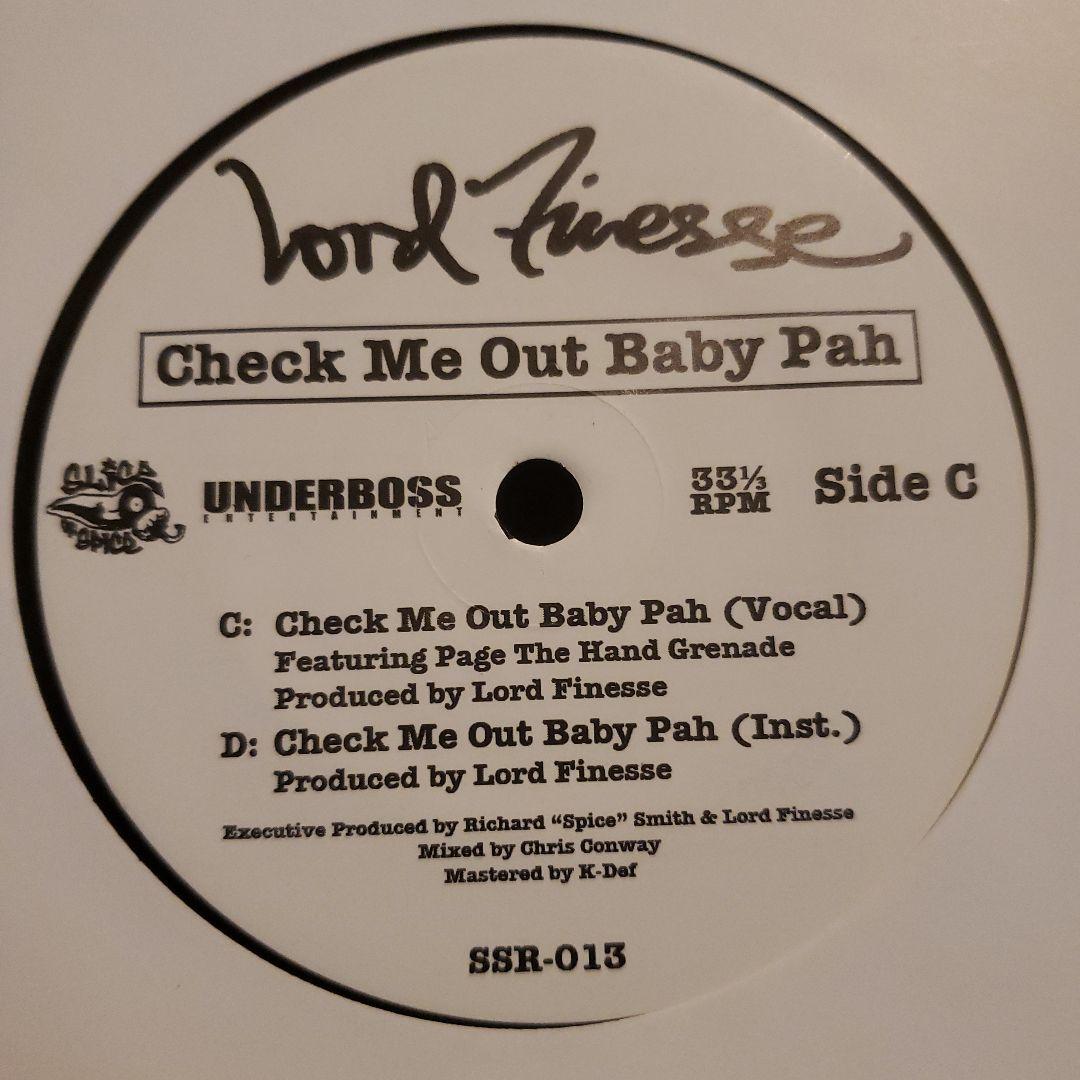 Lord Finesse
Check Me Out Baby Pah
SLICE
SPICE
UNDERBOSS
ENTERTAINMENT
33⅓
RPM
Side C
C: Check Me Out Baby Pah (Vocal)
Featuring Page The Hand Grenade
Produced by Lord Finesse
D: Check Me Out Baby Pah (Inst.)
Produced by Lord Finesse
Executive Produced by Richard “Spice” Smith & Lord Finesse
Mixed by Chris Conway
Mastered by K-Def
SSR-013